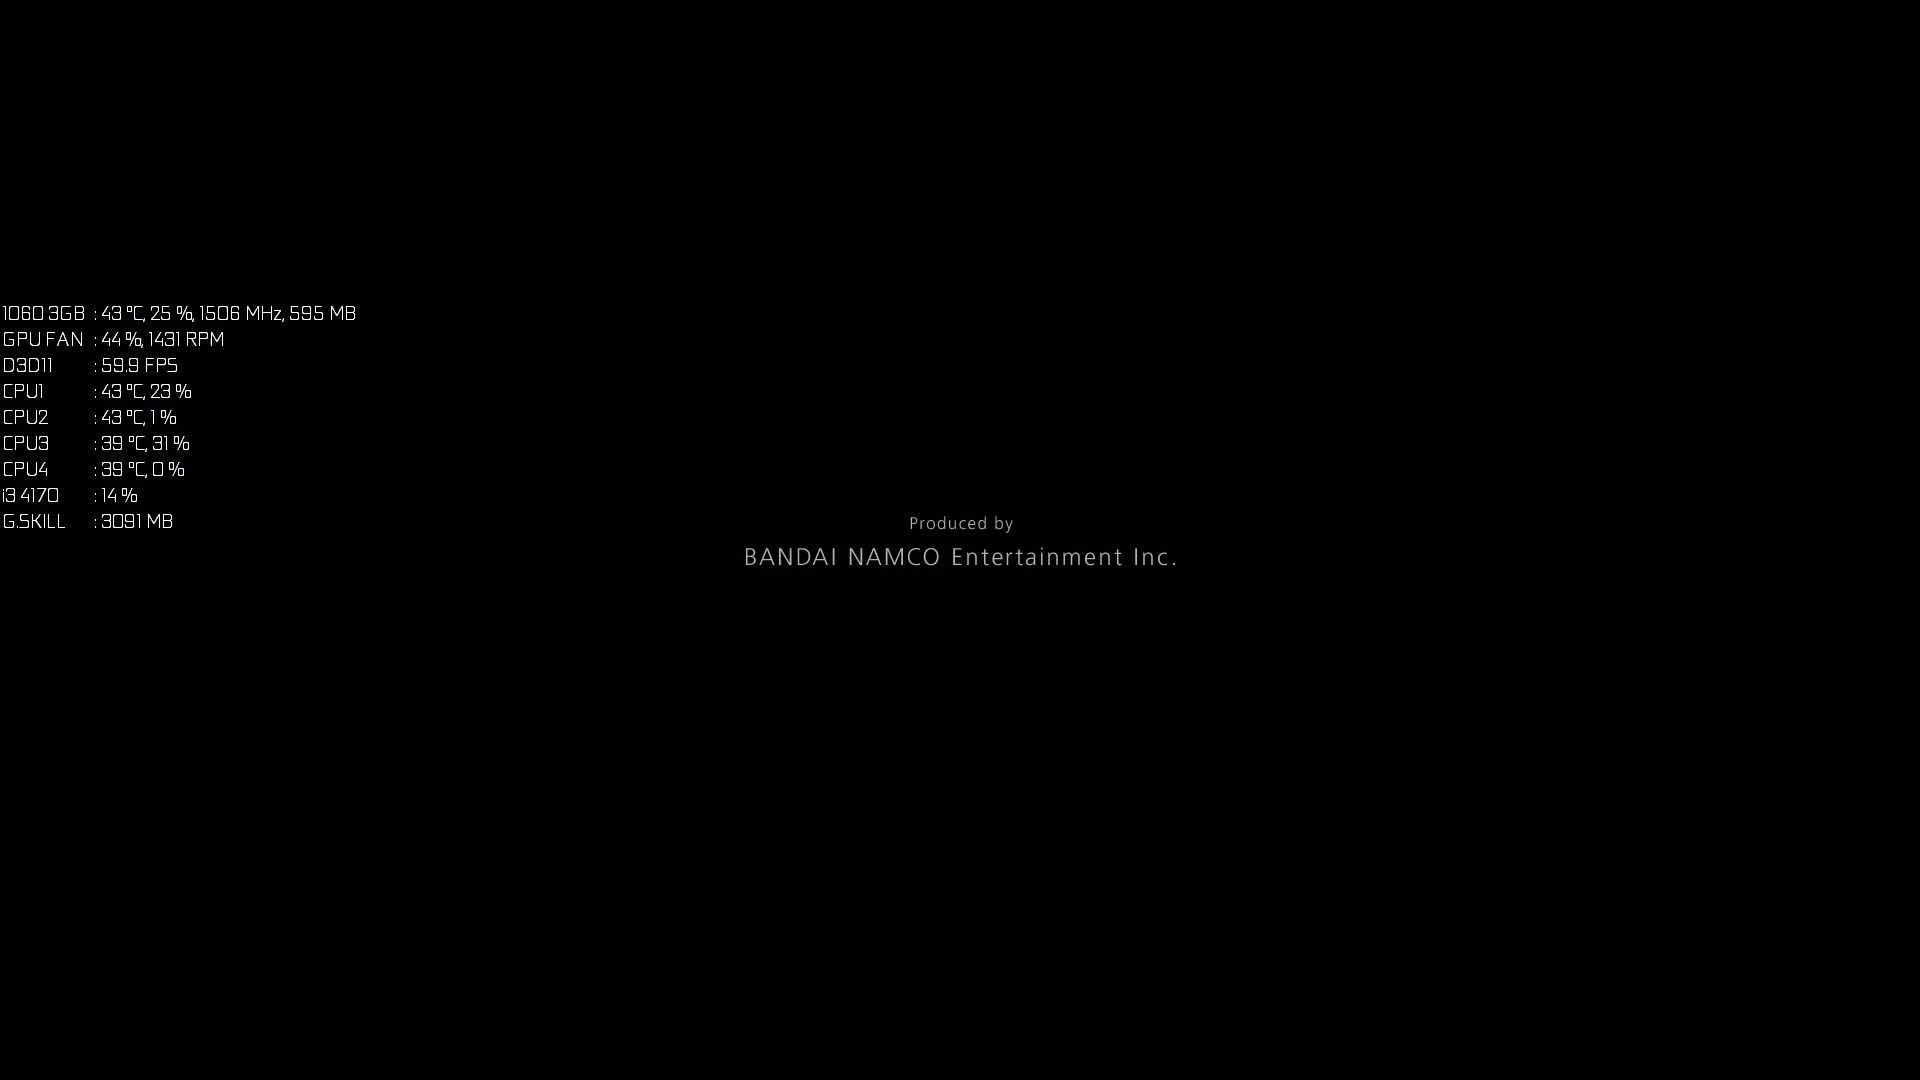 1060 3GB : 43 °C, 25 %, 1506 MHz, 595 MB
GPU FAN : 44 %, 1431 RPM
D3D11 : 59.9 FPS
CPU1 : 43 °C, 23 %
CPU2 : 43 °C, 1 %
CPU3 : 39 °C, 31 %
CPU4 : 39 °C, 0 %
i3 4170 : 14 %
G.SKILL : 3091 MB
Produced by
BANDAI NAMCO Entertainment Inc.